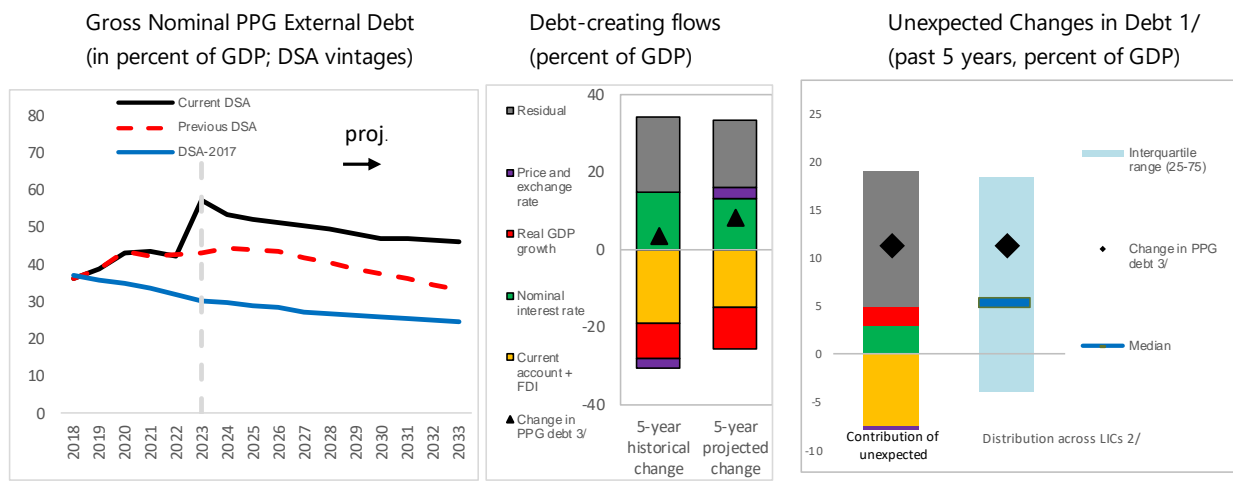 Gross Nominal PPG External Debt
(in percent of GDP; DSA vintages)
80
70
60
50
40
30
20
10
0
Current DSA
Previous DSA
DSA-2017
proj.
2018
2019
2020
2021
2022
2023
2024
2025
2026
2027
2028
2029
2030
2031
2032
2033
Debt-creating flows
(percent of GDP)
Residual
Price and
exchange
rate
Real GDP
growth
Nominal
interest rate
Current
account +
FDI
Change in
PPG debt 3/
40
20
0
-20
-40
5-year
historical
change
5-year
projected
change
Unexpected Changes in Debt 1/
(past 5 years, percent of GDP)
25
20
15
10
5
0
-5
-10
Interquartile
range (25-75)
Change in PPG
debt 3/
Median
Contribution of
unexpected
Distribution across LICs 2/